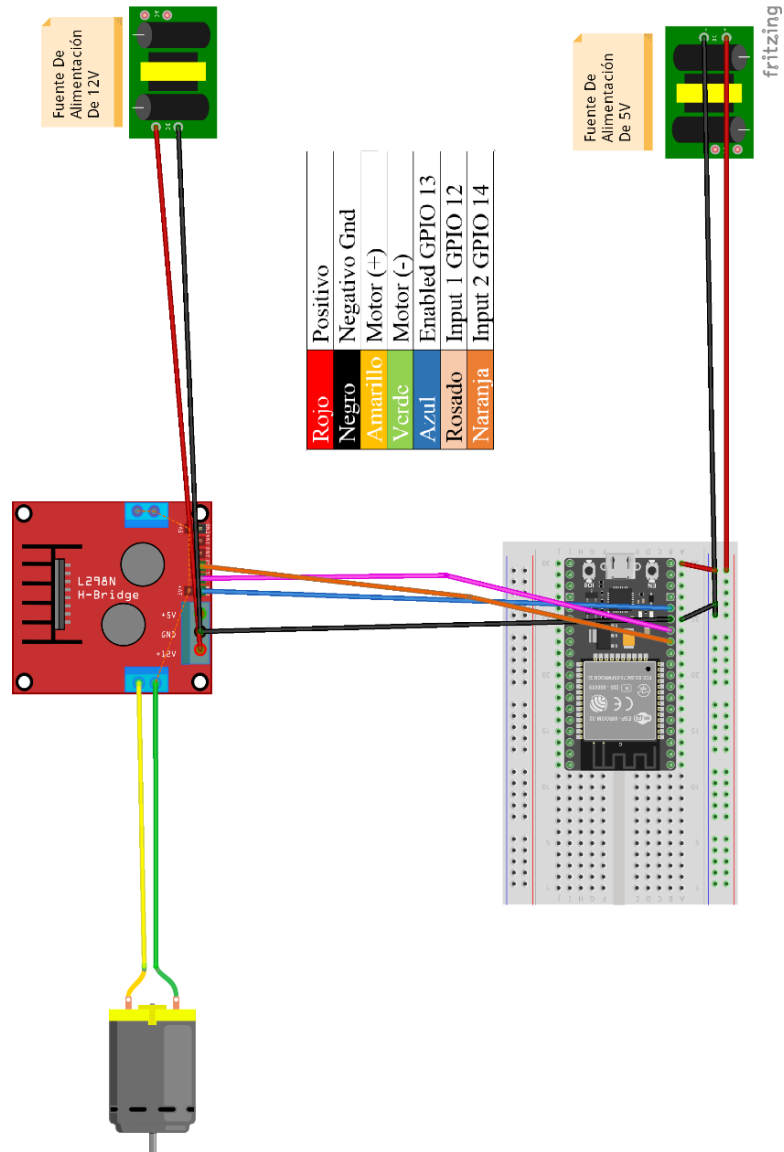 Fuente De
Alimentación
De 12V
Fuente De
Alimentación
De 5V
fritzing
Rojo Positivo
Negro Negativo Gnd
Amarillo Motor (+)
Verde Motor (-)
Azul Enabled GPIO 13
Rosado Input 1 GPIO 12
Naranja Input 2 GPIO 14
L298N
H-Bridge
+5V
GND
+12V